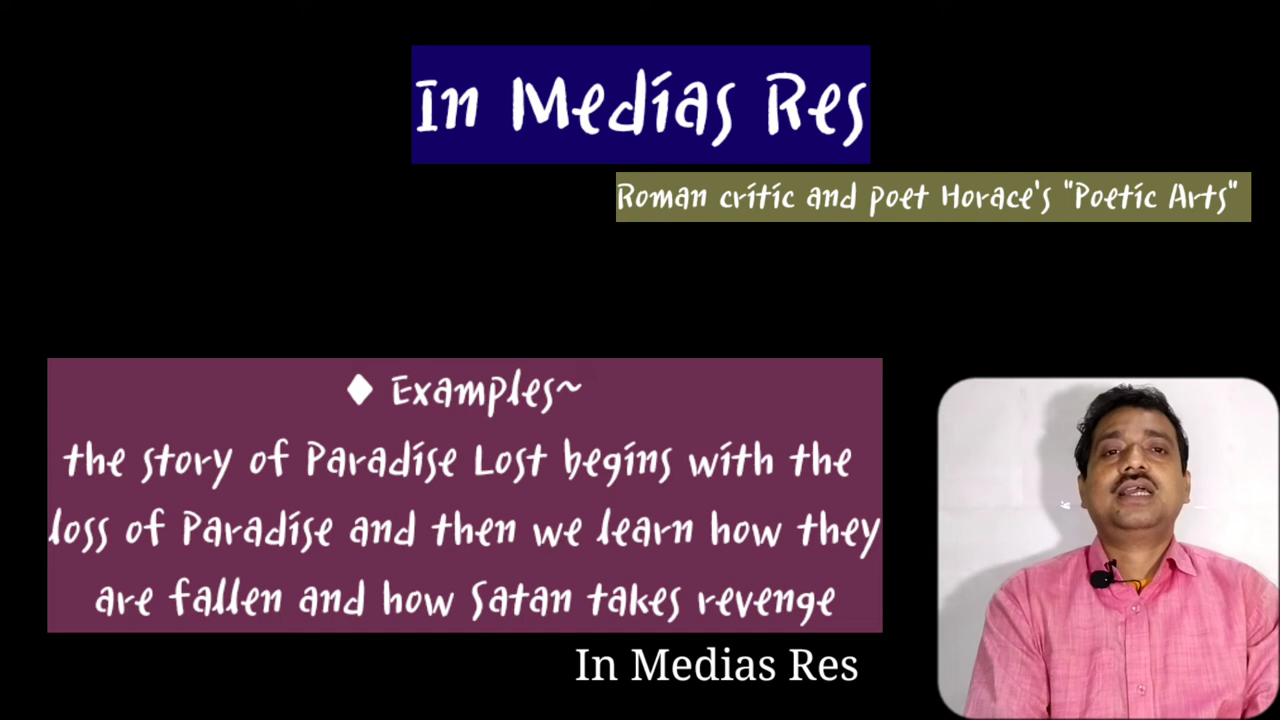 In Medias Res
Roman critic and poet Horace's "Poetic Arts"
♦ Examples~
the story of Paradise Lost begins with the
loss of Paradise and then we learn how they
are fallen and how Satan takes revenge
In Medias Res